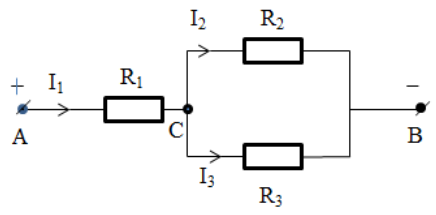 I₂ R₂
+ I₁ R₁ −
A C B
I₃ R₃